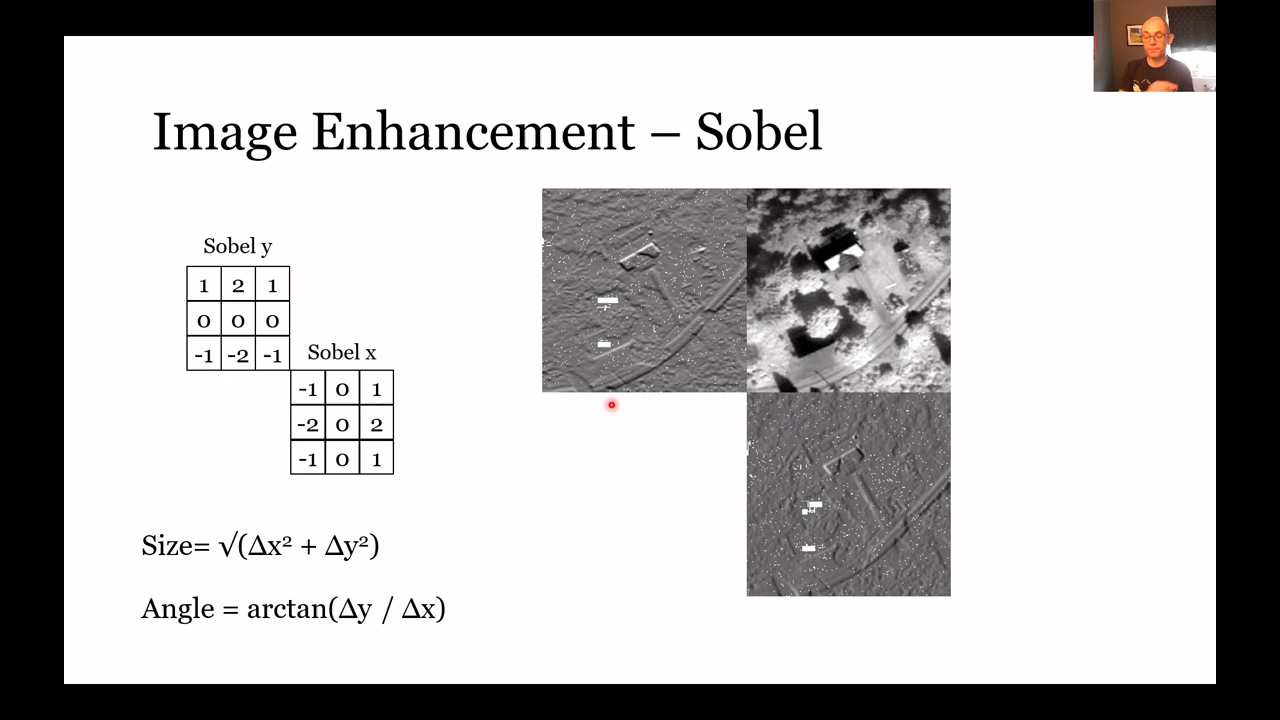 Image Enhancement – Sobel
Sobel y
1 2 1
0 0 0
-1 -2 -1
Sobel x
-1 0 1
-2 0 2
-1 0 1
Size= √(Δx² + Δy²)
Angle = arctan(Δy / Δx)